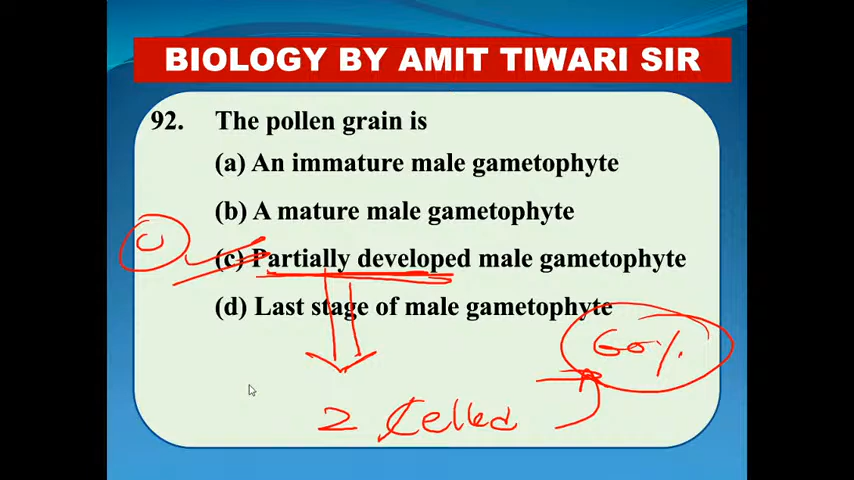 BIOLOGY BY AMIT TIWARI SIR
92. The pollen grain is
(a) An immature male gametophyte
(b) A mature male gametophyte
(c) Partially developed male gametophyte
(d) Last stage of male gametophyte
60%
2 Celled